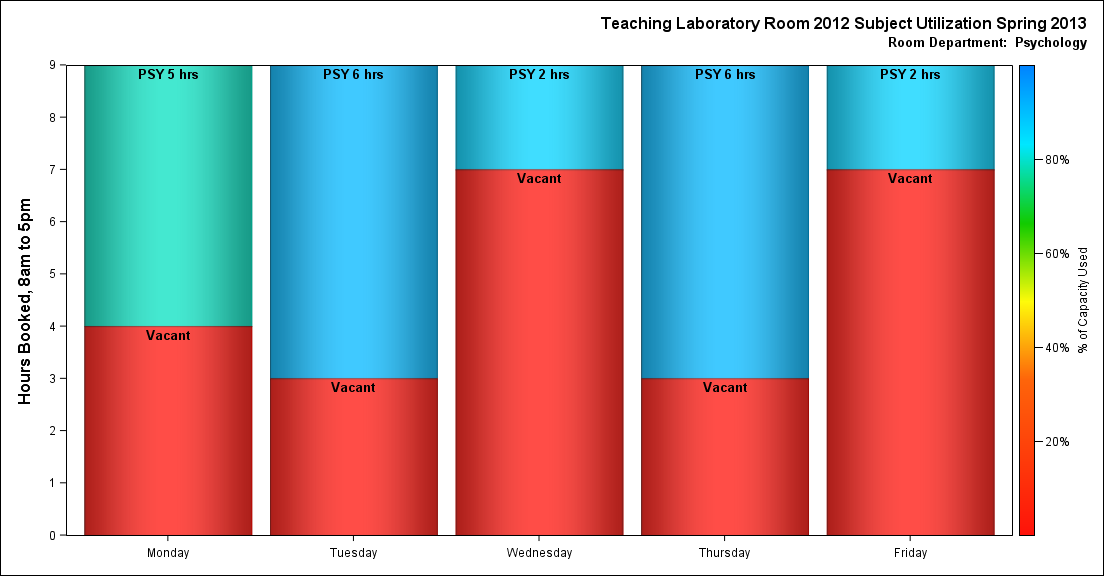 Teaching Laboratory Room 2012 Subject Utilization Spring 2013
Room Department:  Psychology
Hours Booked, 8am to 5pm
9
8
7
6
5
4
3
2
1
0
PSY 5 hrs
PSY 6 hrs
PSY 2 hrs
PSY 6 hrs
PSY 2 hrs
Vacant
Vacant
Vacant
Vacant
Vacant
Monday
Tuesday
Wednesday
Thursday
Friday
80%
60%
40%
20%
% of Capacity Used